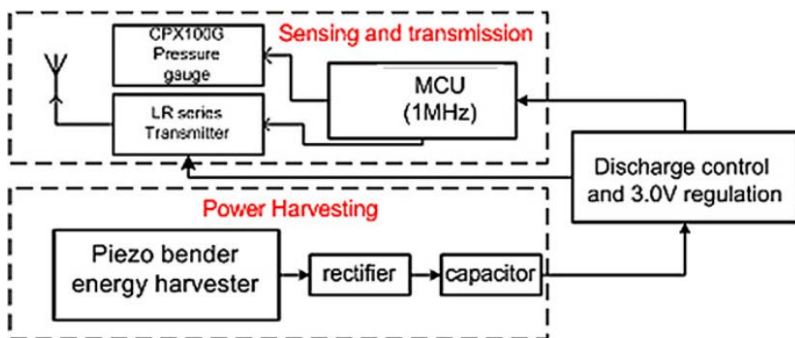 Sensing and transmission
CPX100G
Pressure
gauge
LR series
Transmitter
MCU
(1MHz)
Discharge control
and 3.0V regulation
Power Harvesting
Piezo bender
energy harvester
rectifier
capacitor